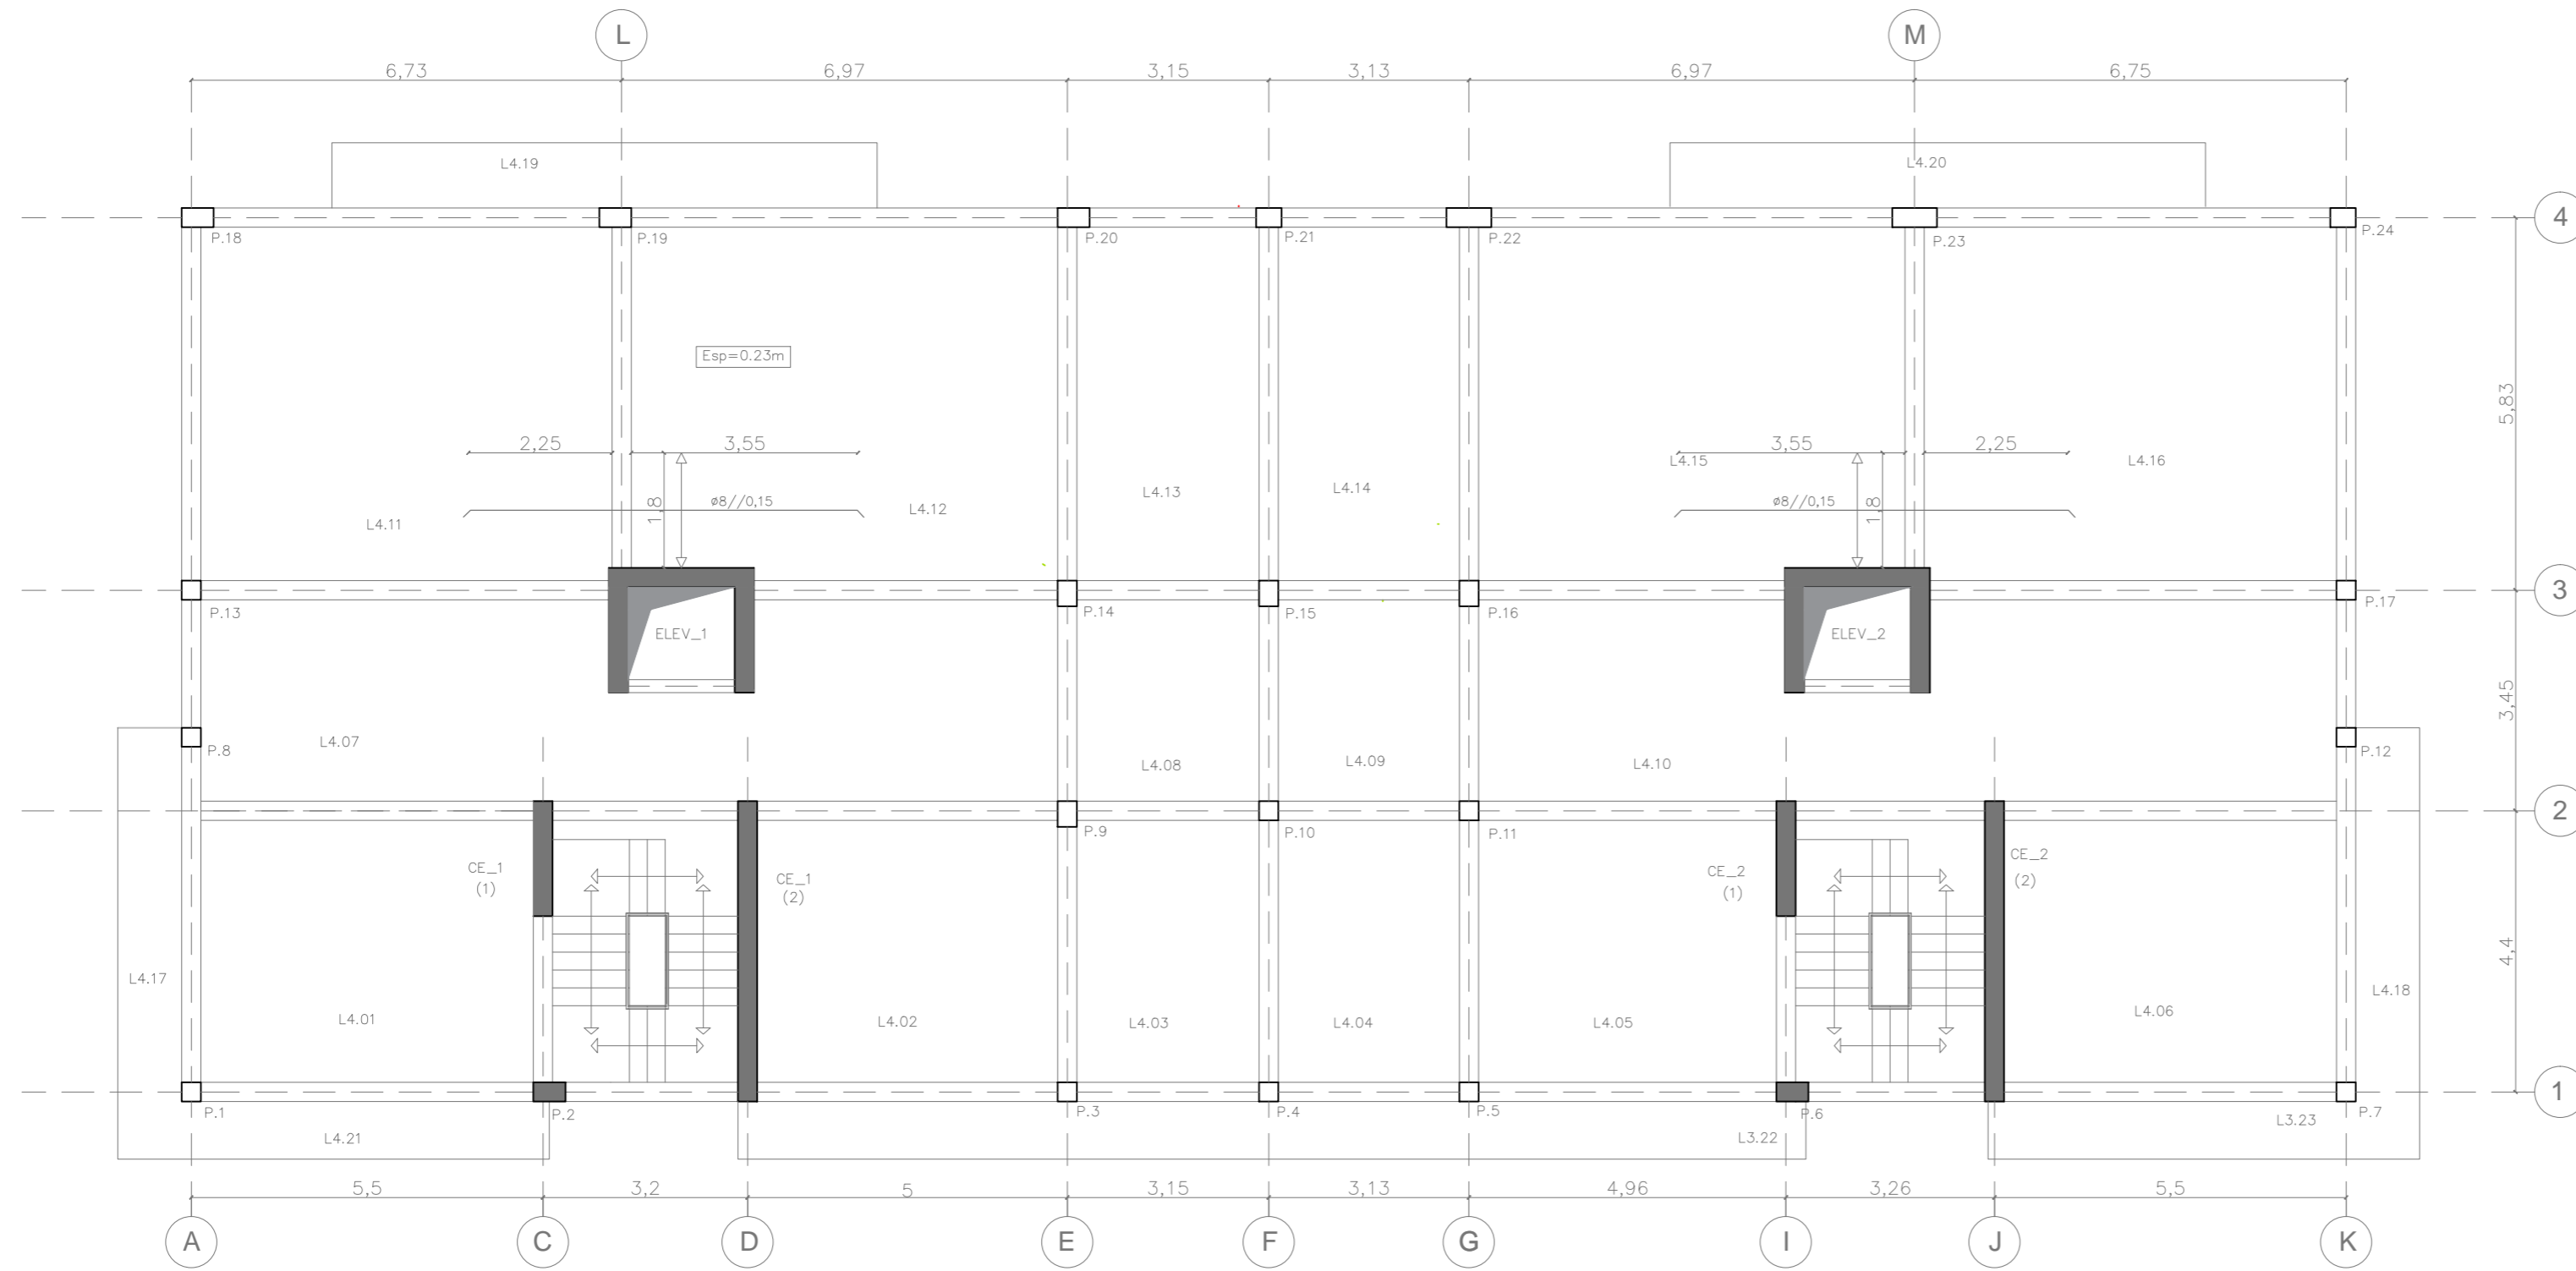 L
M
6,73
6,97
3,15
3,13
6,97
6,75
L4.19
L4.20
4
P.18
P.19
P.20
P.21
P.22
P.23
P.24
Esp=0.23m
5,83
2,25
3,55
3,55
2,25
L4.15
L4.16
L4.13
L4.14
1,8
ø8//0,15
ø8//0,15
1,8
L4.11
L4.12
3
P.13
P.14
P.15
P.16
P.17
ELEV_1
ELEV_2
3,45
P.8
L4.07
L4.08
L4.09
L4.10
P.12
2
P.9
P.10
P.11
CE_1
(1)
CE_1
(2)
CE_2
(1)
CE_2
(2)
4,4
L4.17
L4.18
L4.01
L4.02
L4.03
L4.04
L4.05
L4.06
1
P.1
P.2
P.3
P.4
P.5
P.6
P.7
L4.21
L3.22
L3.23
5,5
3,2
5
3,15
3,13
4,96
3,26
5,5
A
C
D
E
F
G
I
J
K